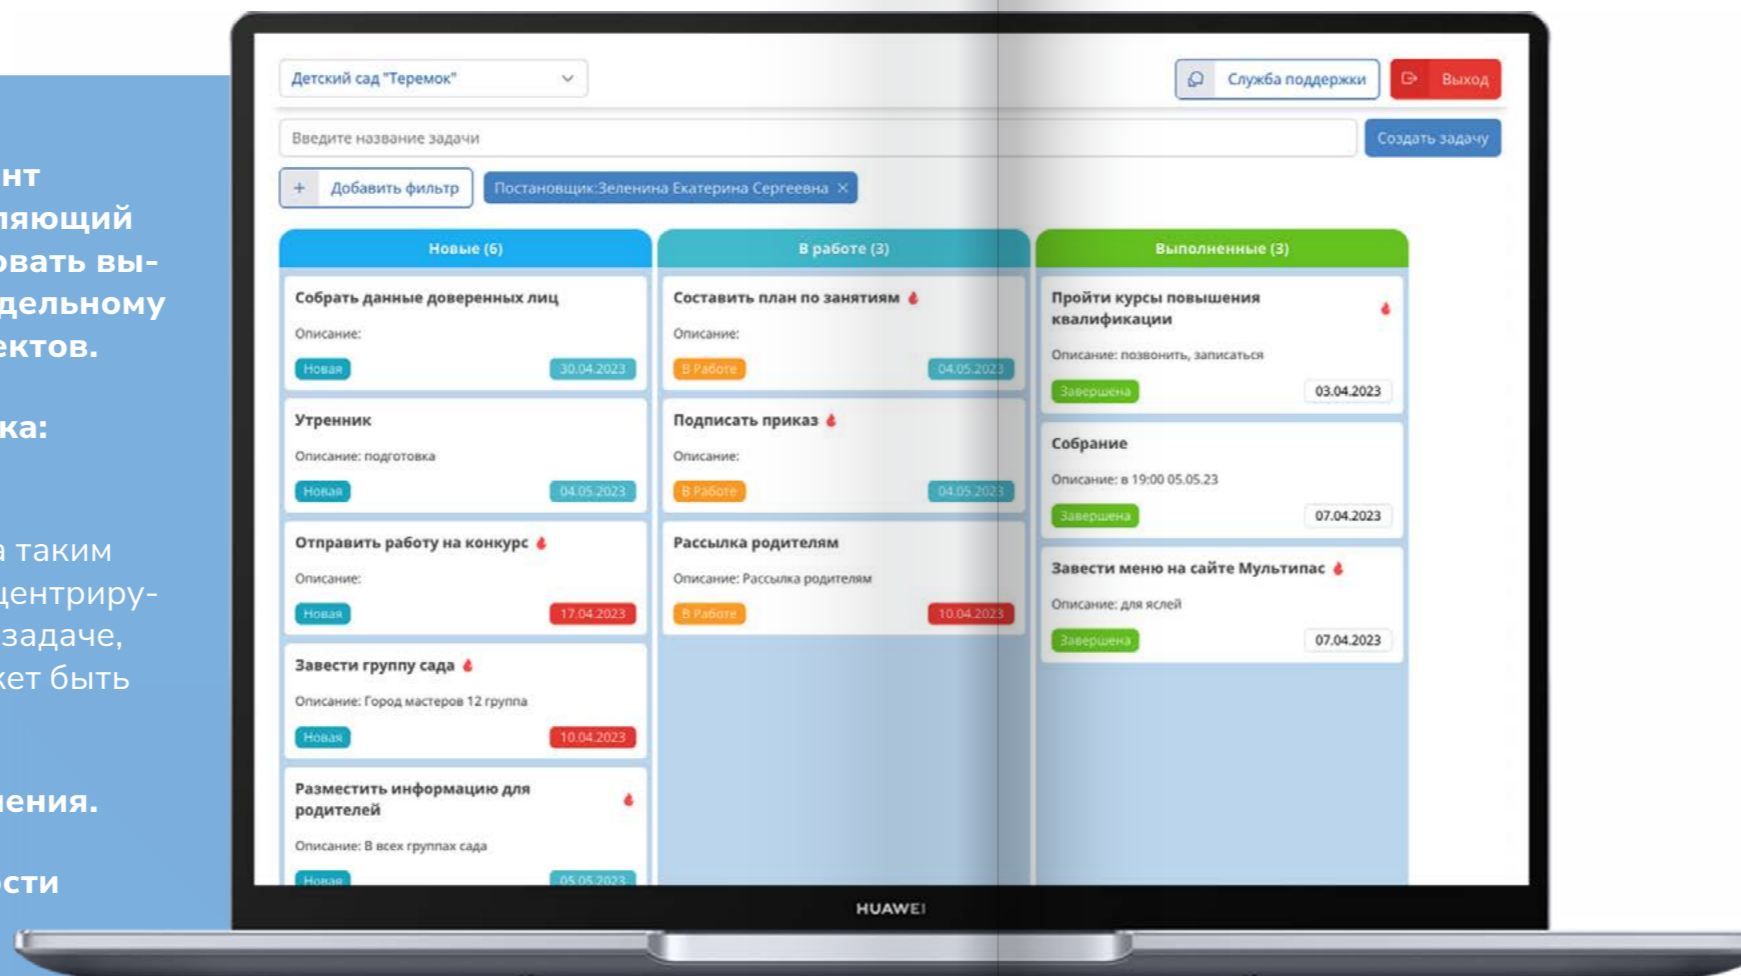 нт
ляющий
овать вы-
дельному
ектов.
ка:
а таким
центриру-
задаче,
жет быть
ления.
ости
Детский сад "Теремок"
Служба поддержки
Выход
Введите название задачи
Создать задачу
+ Добавить фильтр
Постановщик:Зеленина Екатерина Сергеевна ×
Новые (6)
Собрать данные доверенных лиц
Описание:
Новая 30.04.2023
Утренник
Описание: подготовка
Новая 04.05.2023
Отправить работу на конкурс
Описание:
Новая 17.04.2023
Завести группу сада
Описание: Город мастеров 12 группа
Новая 10.04.2023
Разместить информацию для
родителей
Описание: В всех группах сада
Новая 05.05.2023
В работе (3)
Составить план по занятиям
Описание:
В Работе 04.05.2023
Подписать приказ
Описание:
В Работе 04.05.2023
Рассылка родителям
Описание: Рассылка родителям
В Работе 10.04.2023
Выполненные (3)
Пройти курсы повышения
квалификации
Описание: позвонить, записаться
Завершена 03.04.2023
Собрание
Описание: в 19:00 05.05.23
Завершена 07.04.2023
Завести меню на сайте Мультипас
Описание: для яслей
Завершена 07.04.2023
HUAWEI